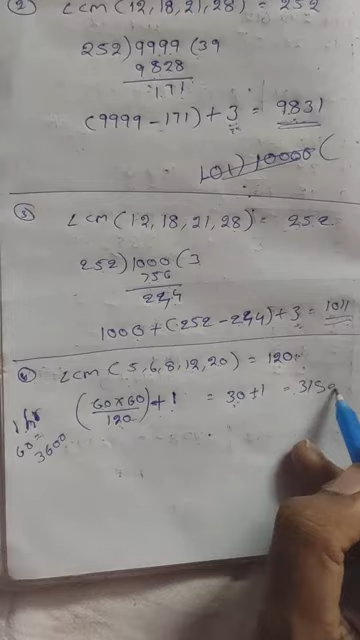 ② LCM (12, 18, 21, 28) = 252
252) 9999 (39
9828
171
(9999 - 171) + 3 = 9831
10000 (
③ LCM (12, 18, 21, 28) = 252
252) 1000 (3
756
244
1000 + (252 - 244) + 3 = 1011
④ LCM (5, 6, 8, 12, 20) = 120
1 hr (60×60/120) + 1 = 30 + 1 = 31
60 =
3600